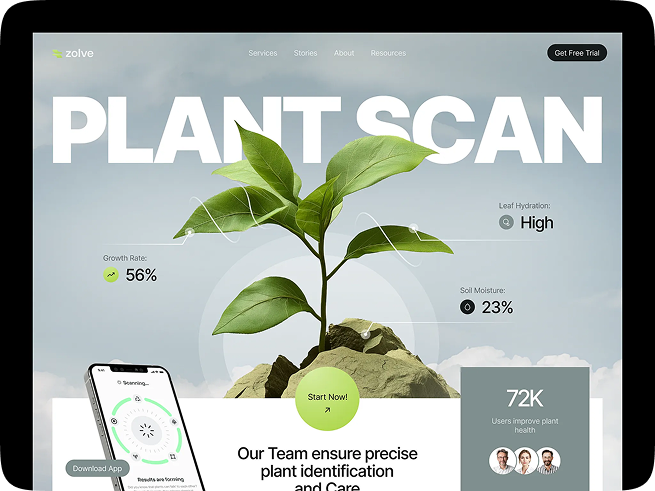 zolve
Services Stories About Resources
Get Free Trial
PLANT SCAN
Leaf Hydration:
High
Growth Rate:
56%
Soil Moisture:
23%
Start Now!
72K
Users improve plant
health
Scanning...
Results are forming
Download App
Our Team ensure precise
plant identification
and Care